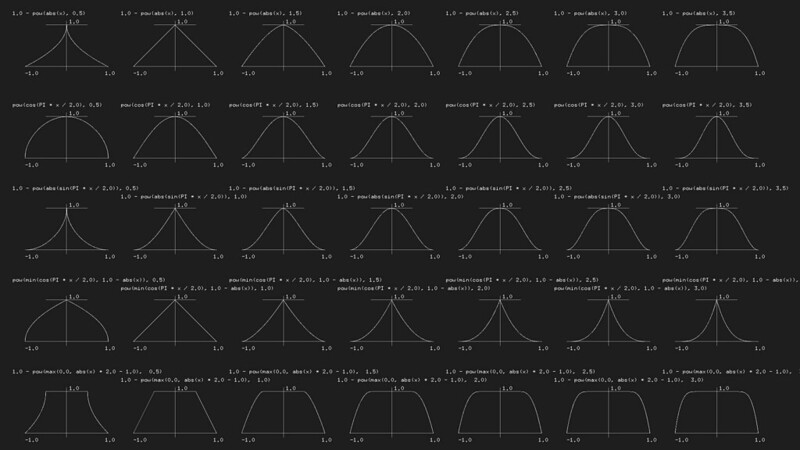 1.0 - pow(abs(x), 0.5)
1.0 - pow(abs(x), 1.0)
1.0 - pow(abs(x), 1.5)
1.0 - pow(abs(x), 2.0)
1.0 - pow(abs(x), 2.5)
1.0 - pow(abs(x), 3.0)
1.0 - pow(abs(x), 3.5)
1.0 1.0 1.0 1.0 1.0 1.0 1.0
-1.0 1.0 -1.0 1.0 -1.0 1.0 -1.0 1.0 -1.0 1.0 -1.0 1.0 -1.0 1.0
pow(cos(PI * x / 2.0), 0.5)
pow(cos(PI * x / 2.0), 1.0)
pow(cos(PI * x / 2.0), 1.5)
pow(cos(PI * x / 2.0), 2.0)
pow(cos(PI * x / 2.0), 2.5)
pow(cos(PI * x / 2.0), 3.0)
pow(cos(PI * x / 2.0), 3.5)
1.0 1.0 1.0 1.0 1.0 1.0 1.0
-1.0 1.0 -1.0 1.0 -1.0 1.0 -1.0 1.0 -1.0 1.0 -1.0 1.0 -1.0 1.0
1.0 - pow(abs(sin(PI * x / 2.0)), 0.5)
1.0 - pow(abs(sin(PI * x / 2.0)), 1.0)
1.0 - pow(abs(sin(PI * x / 2.0)), 1.5)
1.0 - pow(abs(sin(PI * x / 2.0)), 2.0)
1.0 - pow(abs(sin(PI * x / 2.0)), 2.5)
1.0 - pow(abs(sin(PI * x / 2.0)), 3.0)
1.0 - pow(abs(sin(PI * x / 2.0)), 3.5)
1.0 1.0 1.0 1.0 1.0 1.0 1.0
-1.0 1.0 -1.0 1.0 -1.0 1.0 -1.0 1.0 -1.0 1.0 -1.0 1.0 -1.0 1.0
pow(min(cos(PI * x / 2.0), 1.0 - abs(x)), 0.5)
pow(min(cos(PI * x / 2.0), 1.0 - abs(x)), 1.0)
pow(min(cos(PI * x / 2.0), 1.0 - abs(x)), 1.5)
pow(min(cos(PI * x / 2.0), 1.0 - abs(x)), 2.0)
pow(min(cos(PI * x / 2.0), 1.0 - abs(x)), 2.5)
pow(min(cos(PI * x / 2.0), 1.0 - abs(x)), 3.0)
pow(min(cos(PI * x / 2.0), 1.0 - abs(x)),
1.0 1.0 1.0 1.0 1.0 1.0 1.0
-1.0 1.0 -1.0 1.0 -1.0 1.0 -1.0 1.0 -1.0 1.0 -1.0 1.0 -1.0 1.0
1.0 - pow(max(0.0, abs(x) * 2.0 - 1.0), 0.5)
1.0 - pow(max(0.0, abs(x) * 2.0 - 1.0), 1.0)
1.0 - pow(max(0.0, abs(x) * 2.0 - 1.0), 1.5)
1.0 - pow(max(0.0, abs(x) * 2.0 - 1.0), 2.0)
1.0 - pow(max(0.0, abs(x) * 2.0 - 1.0), 2.5)
1.0 - pow(max(0.0, abs(x) * 2.0 - 1.0), 3.0)
1.0 - pow(max(0.0, abs(x) * 2.0 - 1.0),
1.0 1.0 1.0 1.0 1.0 1.0 1.0
-1.0 1.0 -1.0 1.0 -1.0 1.0 -1.0 1.0 -1.0 1.0 -1.0 1.0 -1.0 1.0